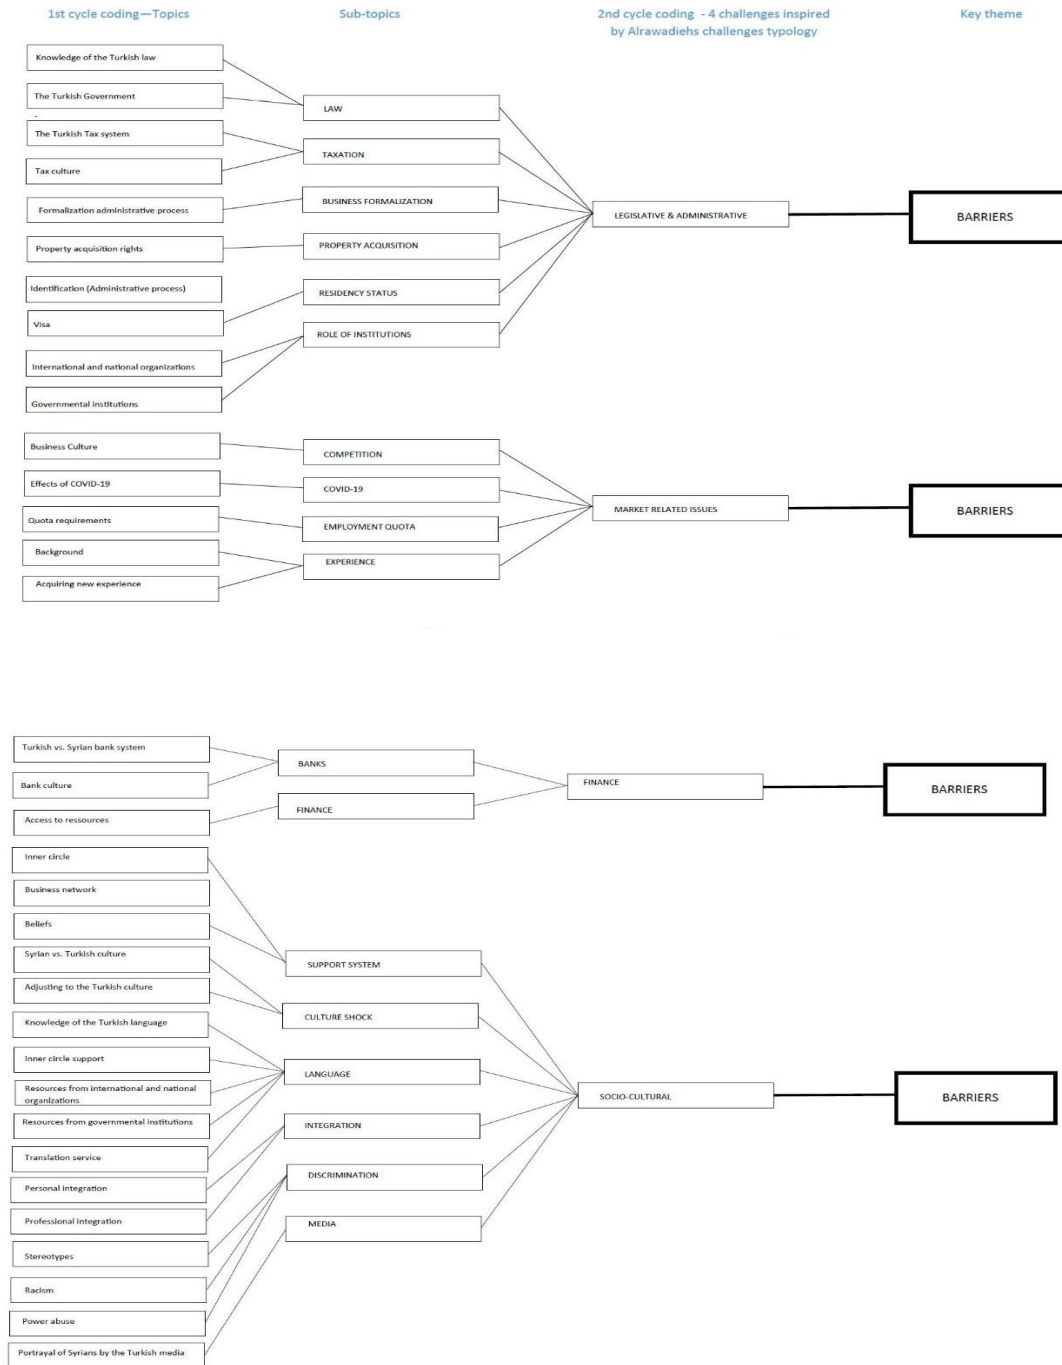 1st cycle coding—Topics
Sub-topics
2nd cycle coding - 4 challenges inspired
by Alrawadiehs challenges typology
Key theme
Knowledge of the Turkish law
The Turkish Government
-
The Turkish Tax system
Tax culture
Formalization administrative process
Property acquisition rights
Identification (Administrative process)
Visa
International and national organizations
Governmental institutions
LAW
TAXATION
BUSINESS FORMALIZATION
PROPERTY ACQUISITION
RESIDENCY STATUS
ROLE OF INSTITUTIONS
LEGISLATIVE & ADMINISTRATIVE
BARRIERS
Business Culture
Effects of COVID-19
Quota requirements
Background
Acquiring new experience
COMPETITION
COVID-19
EMPLOYMENT QUOTA
EXPERIENCE
MARKET RELATED ISSUES
BARRIERS
Turkish vs. Syrian bank system
Bank culture
Access to ressources
BANKS
FINANCE
FINANCE
BARRIERS
Inner circle
Business network
Beliefs
Syrian vs. Turkish culture
Adjusting to the Turkish culture
Knowledge of the Turkish language
Inner circle support
Resources from international and national
organizations
Resources from governmental institutions
Translation service
Personal integration
Professional integration
Stereotypes
Racism
Power abuse
Portrayal of Syrians by the Turkish media
SUPPORT SYSTEM
CULTURE SHOCK
LANGUAGE
INTEGRATION
DISCRIMINATION
MEDIA
SOCIO-CULTURAL
BARRIERS